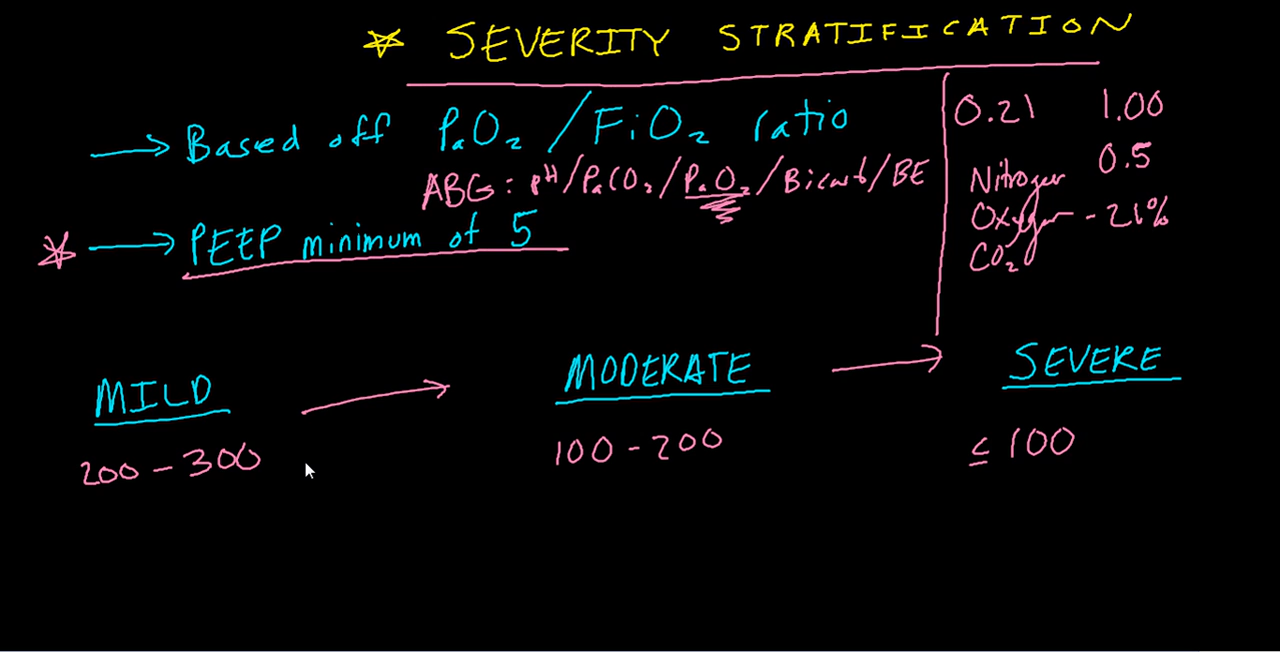 SEVERITY STRATIFICATION
→ Based off PaO₂ / FiO₂ ratio
ABG: pH/PaCO₂/PaO₂/Bicarb/BE
→ PEEP minimum of 5
0.21 1.00
0.5
Nitrogen
Oxygen - 21%
CO₂
MILD → MODERATE → SEVERE
200 - 300 100 - 200 ≤ 100